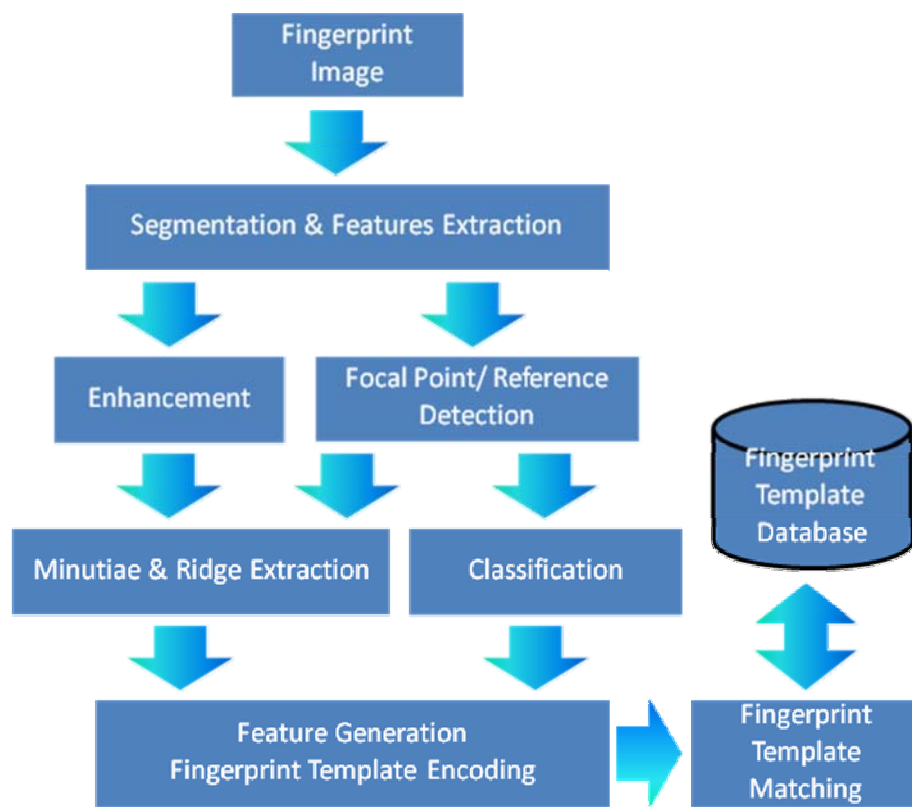 Fingerprint
Image
Segmentation & Features Extraction
Enhancement
Focal Point/ Reference
Detection
Minutiae & Ridge Extraction
Classification
Fingerprint
Template
Database
Feature Generation
Fingerprint Template Encoding
Fingerprint
Template
Matching